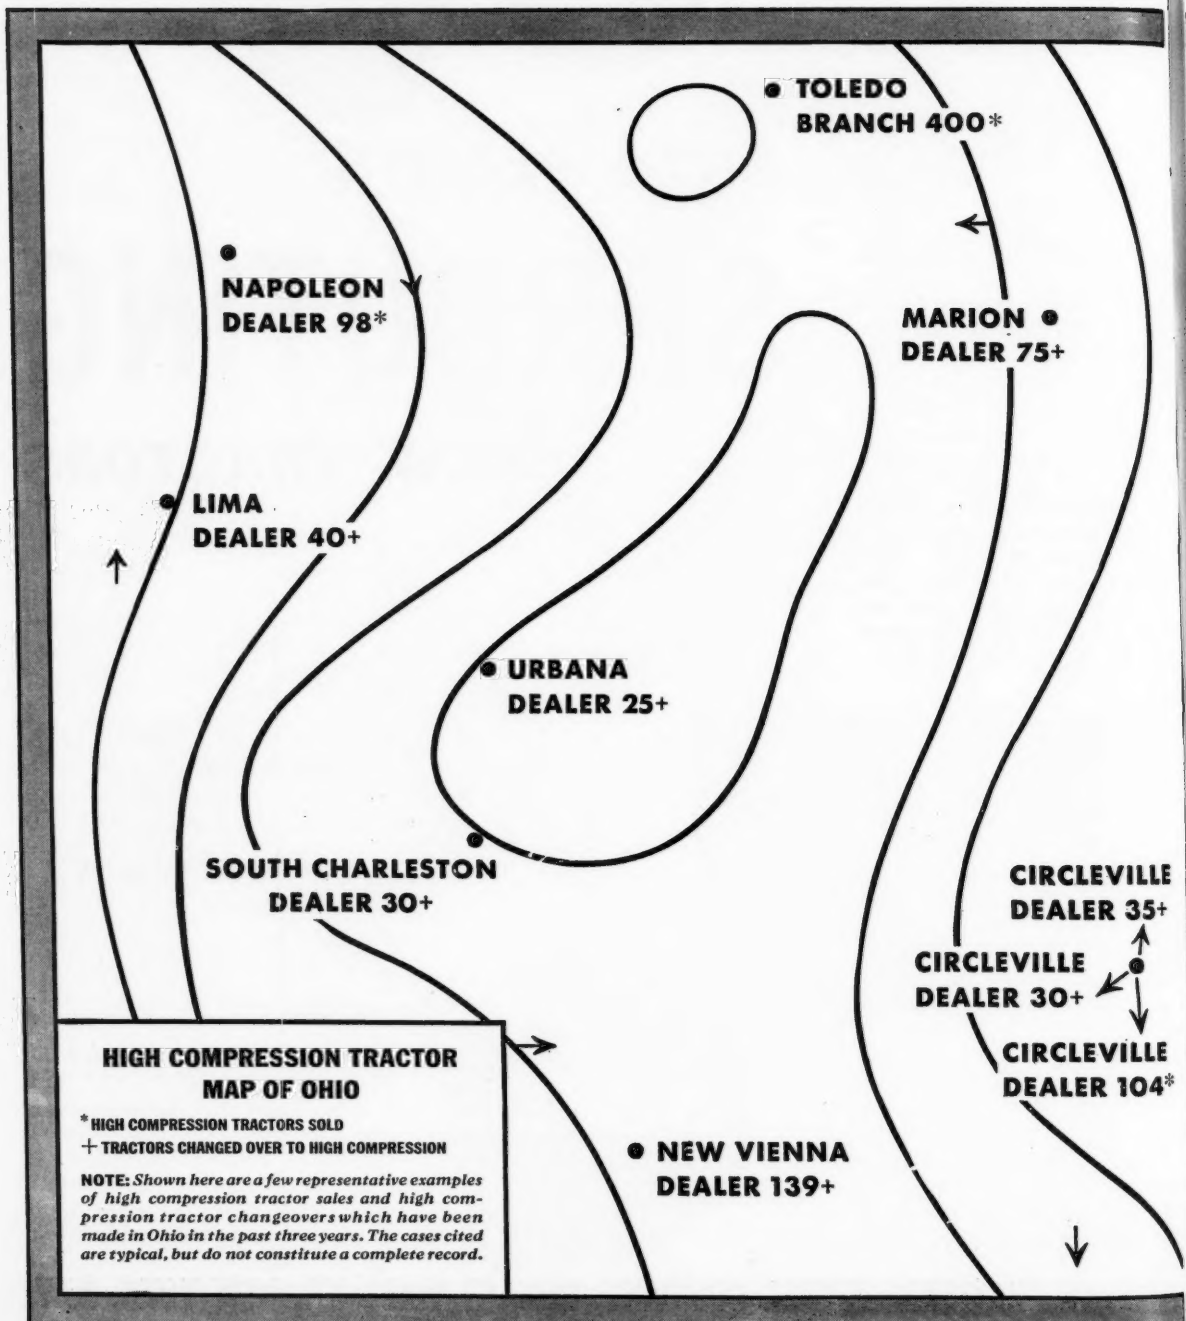 TOLEDO
BRANCH 400*
NAPOLEON
DEALER 98*
MARION
DEALER 75+
LIMA
DEALER 40+
URBANA
DEALER 25+
SOUTH CHARLESTON
DEALER 30+
CIRCLEVILLE
DEALER 35+
CIRCLEVILLE
DEALER 30+
CIRCLEVILLE
DEALER 104*
NEW VIENNA
DEALER 139+
HIGH COMPRESSION TRACTOR
MAP OF OHIO
* HIGH COMPRESSION TRACTORS SOLD
+ TRACTORS CHANGED OVER TO HIGH COMPRESSION
NOTE: Shown here are a few representative examples
of high compression tractor sales and high com-
pression tractor changeovers which have been
made in Ohio in the past three years. The cases cited
are typical, but do not constitute a complete record.